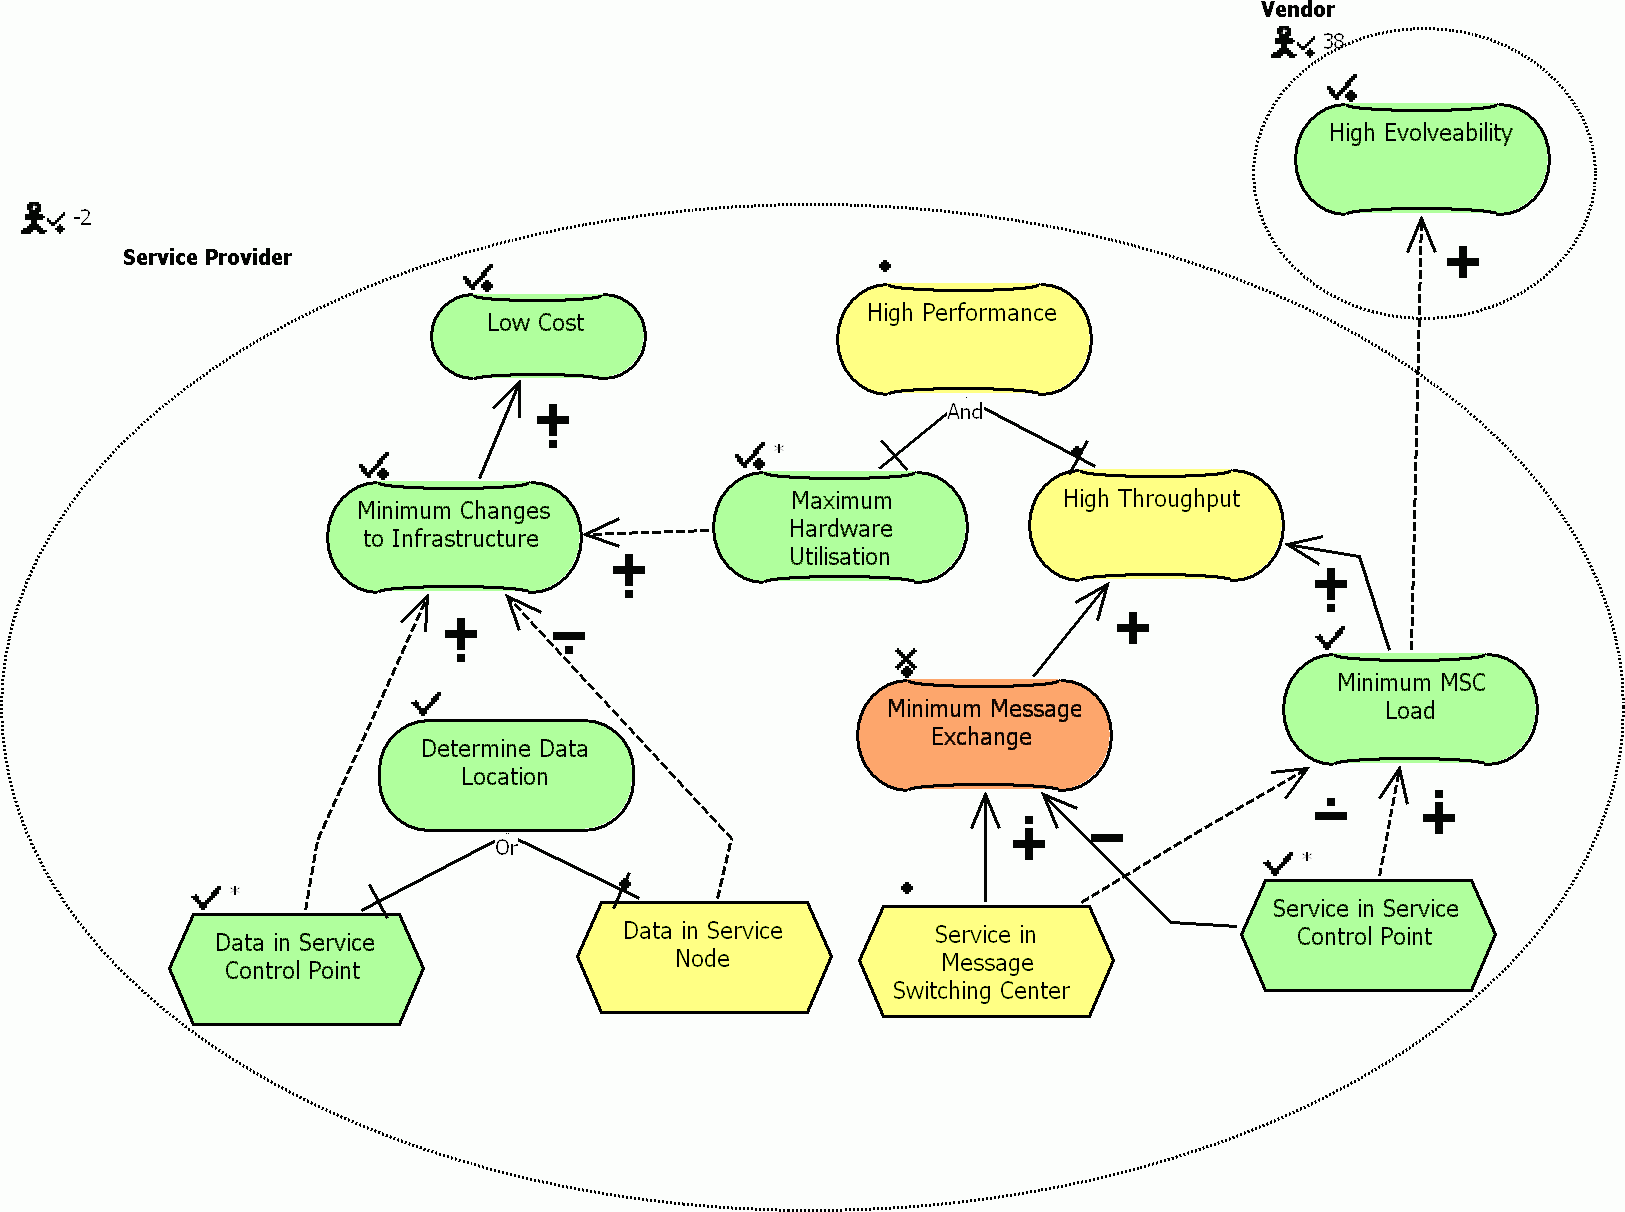 Vendor
38
High Evolveability
-2
Service Provider
Low Cost
High Performance
And
*
Minimum Changes
to Infrastructure
Maximum
Hardware
Utilisation
High Throughput
Minimum Message
Exchange
Minimum MSC
Load
Determine Data
Location
Or
*
Data in Service
Control Point
Data in Service
Node
Service in
Message
Switching Center
*
Service in Service
Control Point